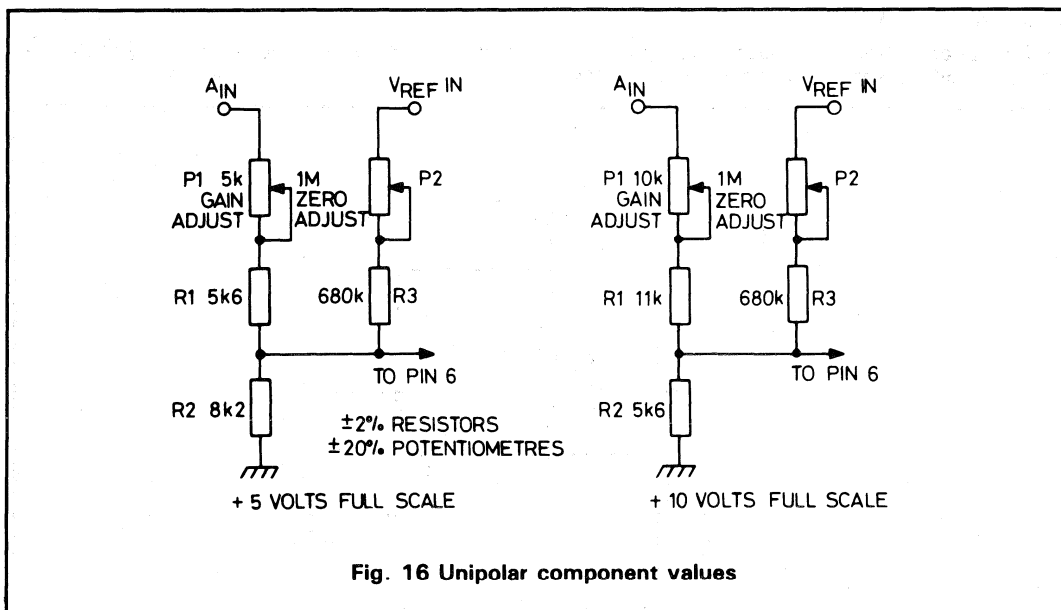 AIN
VREF IN
P1 5k
GAIN
ADJUST
1M
ZERO
ADJUST
P2
R1 5k6
680k
R3
TO PIN 6
R2 8k2
±2% RESISTORS
±20% POTENTIOMETRES
+ 5 VOLTS FULL SCALE
AIN
VREF IN
P1 10k
GAIN
ADJUST
1M
ZERO
ADJUST
P2
R1 11k
680k
R3
TO PIN 6
R2 5k6
+ 10 VOLTS FULL SCALE
Fig. 16 Unipolar component values